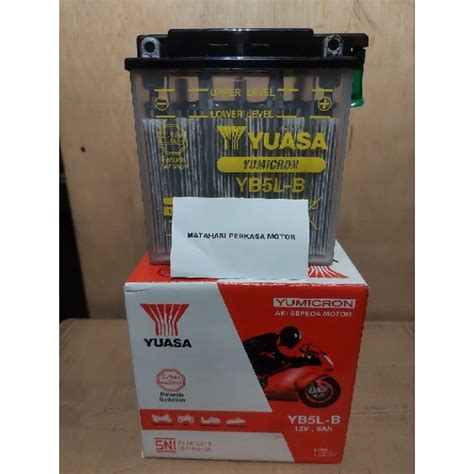 UPPER LEVEL
LOWER LEVEL
YUASA
YUMICRON
YB5L-B
MATAHARI PERKASA MOTOR
YUMICRON
AKI SEPEDA MOTOR
YUASA
YB5L-B
12V, 5Ah
SNI